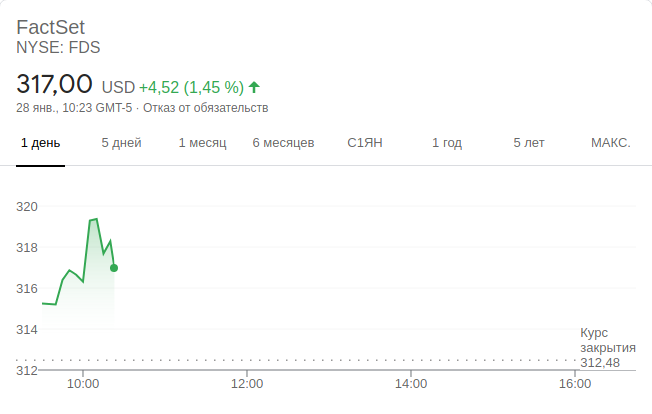 FactSet
NYSE: FDS
317,00 USD +4,52 (1,45 %)
28 янв., 10:23 GMT-5 · Отказ от обязательств
1 день 5 дней 1 месяц 6 месяцев С1ЯН 1 год 5 лет МАКС.
320
318
316
314
Курс
закрытия
312,48
312
10:00 12:00 14:00 16:00